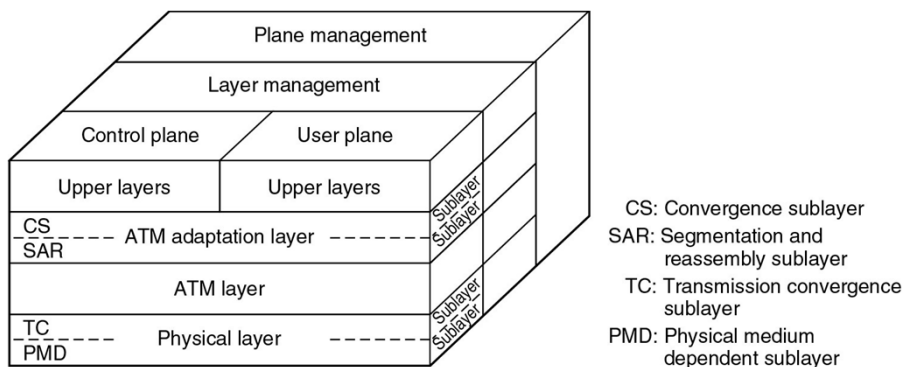 Plane management
Layer management
Control plane
User plane
Upper layers
Upper layers
Sublayer
Sublayer
CS
ATM adaptation layer
SAR
ATM layer
Sublayer
Sublayer
TC
Physical layer
PMD
CS: Convergence sublayer
SAR: Segmentation and
reassembly sublayer
TC: Transmission convergence
sublayer
PMD: Physical medium
dependent sublayer